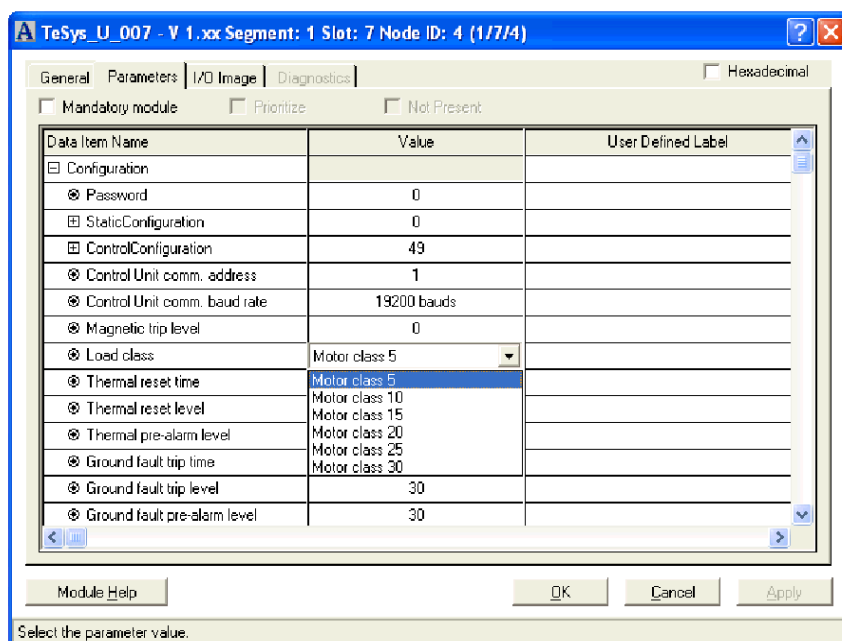 TeSys_U_007 - V 1.xx Segment: 1 Slot: 7 Node ID: 4 (1/7/4)
General Parameters I/O Image Diagnostics Hexadecimal
Mandatory module Prioritize Not Present
Data Item Name Value User Defined Label
Configuration
Password 0
StaticConfiguration 0
ControlConfiguration 49
Control Unit comm. address 1
Control Unit comm. baud rate 19200 bauds
Magnetic trip level 0
Load class Motor class 5
Thermal reset time Motor class 5
Motor class 10
Thermal reset level Motor class 15
Thermal pre-alarm level Motor class 20
Motor class 25
Ground fault trip time Motor class 30
Ground fault trip level 30
Ground fault pre-alarm level 30
Module Help OK Cancel Apply
Select the parameter value.